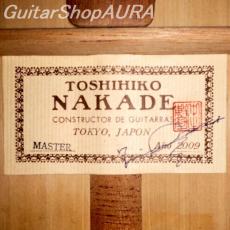 GuitarShopAURA
TOSHIHIKO
NAKADE
CONSTRUCTOR DE GUITARRAS
TOKYO, JAPON
MASTER Año 2009